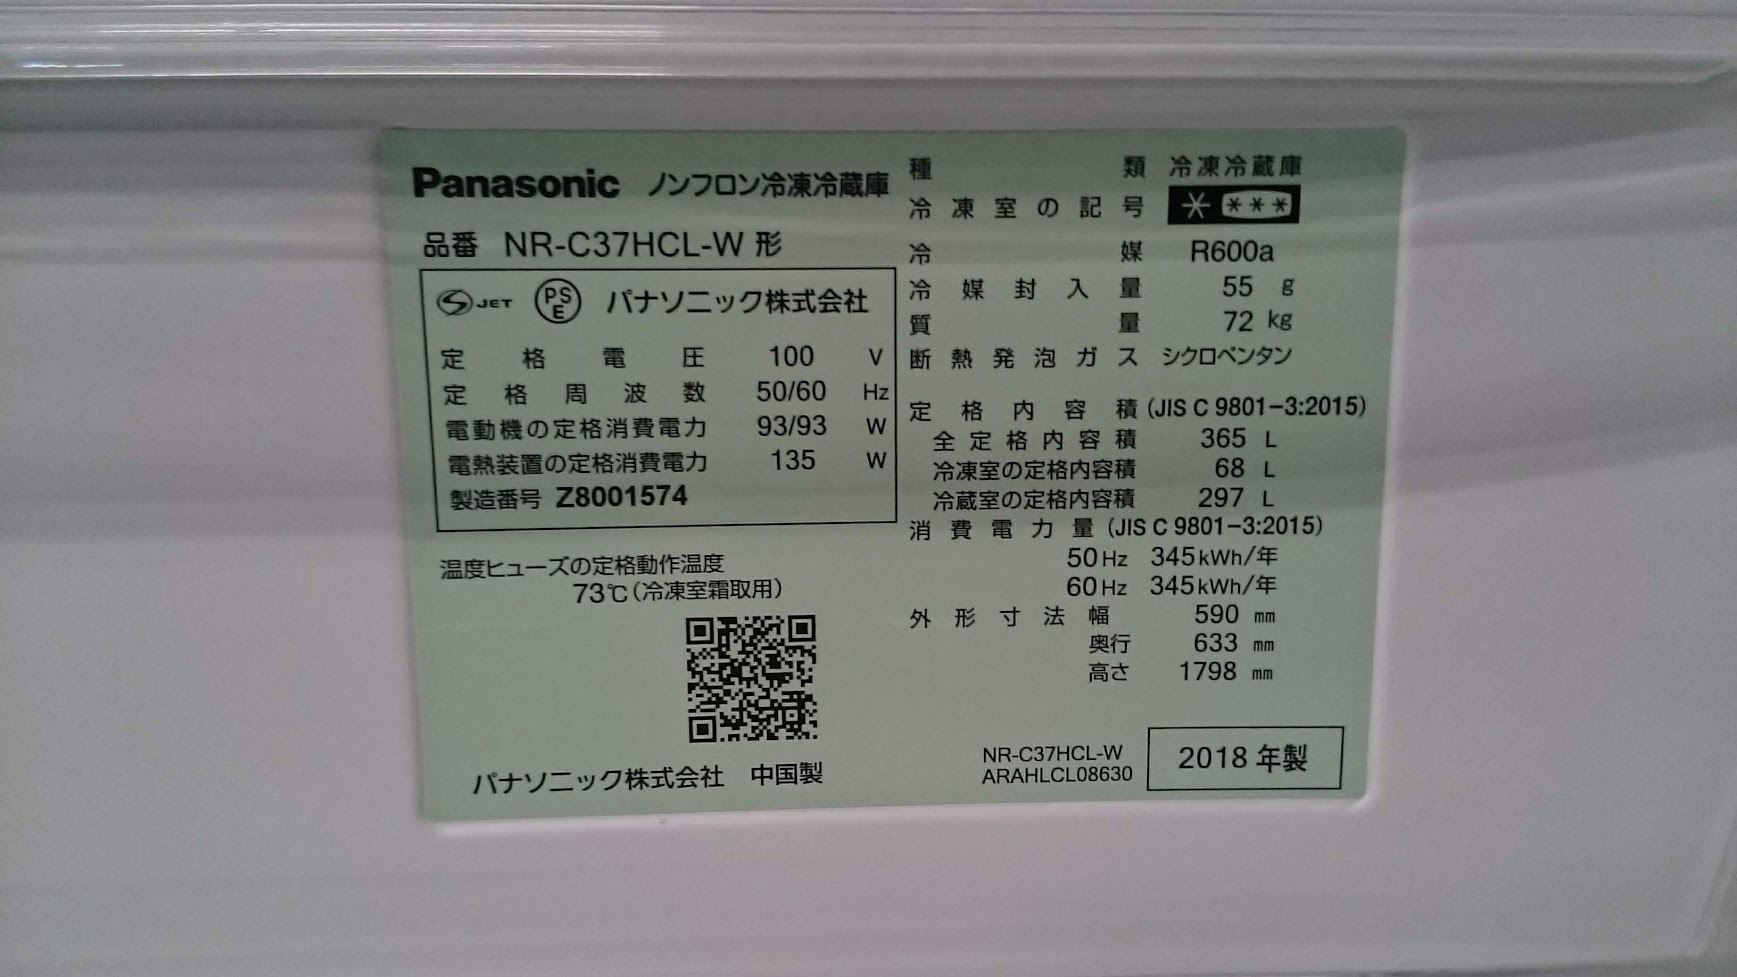 Panasonic ノンフロン冷凍冷蔵庫
品番 NR-C37HCL-W 形
JET PSE パナソニック株式会社
定格電圧 100 V
定格周波数 50/60 Hz
電動機の定格消費電力 93/93 W
電熱装置の定格消費電力 135 W
製造番号 Z8001574
温度ヒューズの定格動作温度
73℃(冷凍室霜取用)
パナソニック株式会社 中国製
種類 冷凍冷蔵庫
冷凍室の記号 * ***
冷媒 R600a
冷媒封入量 55 g
質量 72 kg
断熱発泡ガス シクロペンタン
定格内容積 (JIS C 9801-3:2015)
全定格内容積 365 L
冷凍室の定格内容積 68 L
冷蔵室の定格内容積 297 L
消費電力量 (JIS C 9801-3:2015)
50Hz 345kWh/年
60Hz 345kWh/年
外形寸法 幅 590 mm
奥行 633 mm
高さ 1798 mm
NR-C37HCL-W
ARAHLCL08630
2018 年製